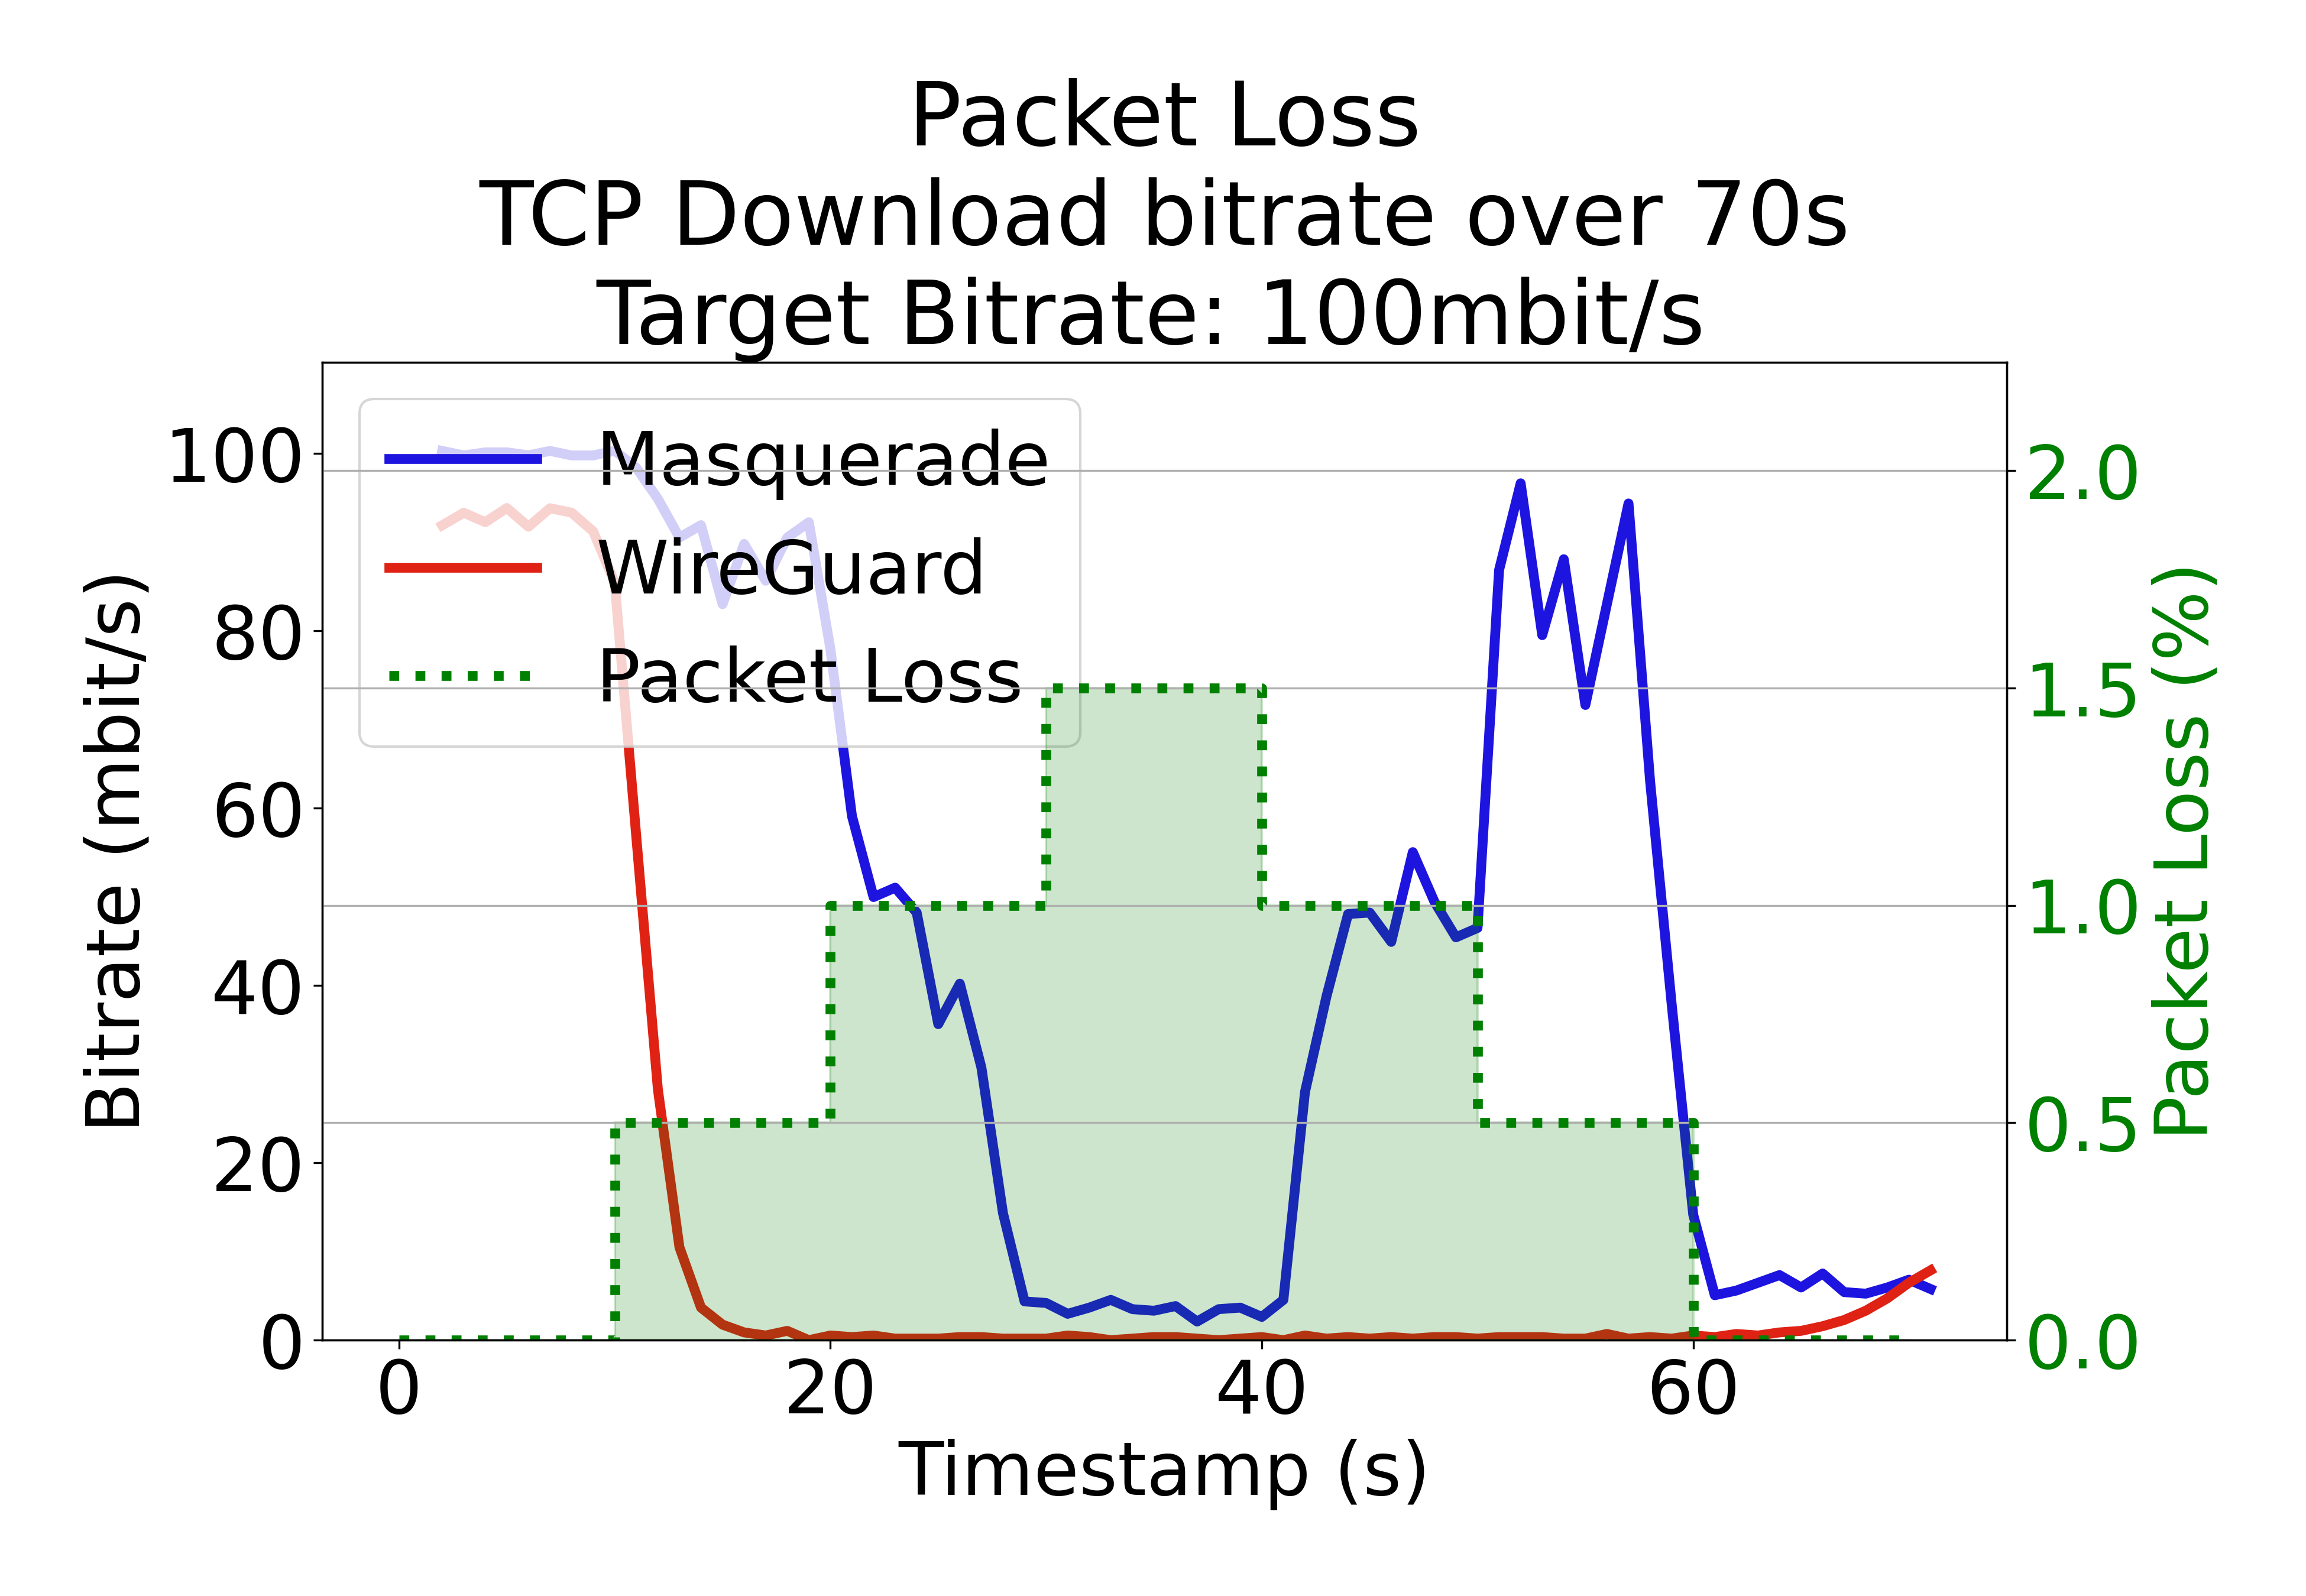 Packet Loss
TCP Download bitrate over 70s
Target Bitrate: 100mbit/s
Masquerade
WireGuard
Packet Loss
100
80
60
40
20
0
Bitrate (mbit/s)
2.0
1.5
1.0
0.5
0.0
Packet Loss (%)
0 20 40 60
Timestamp (s)